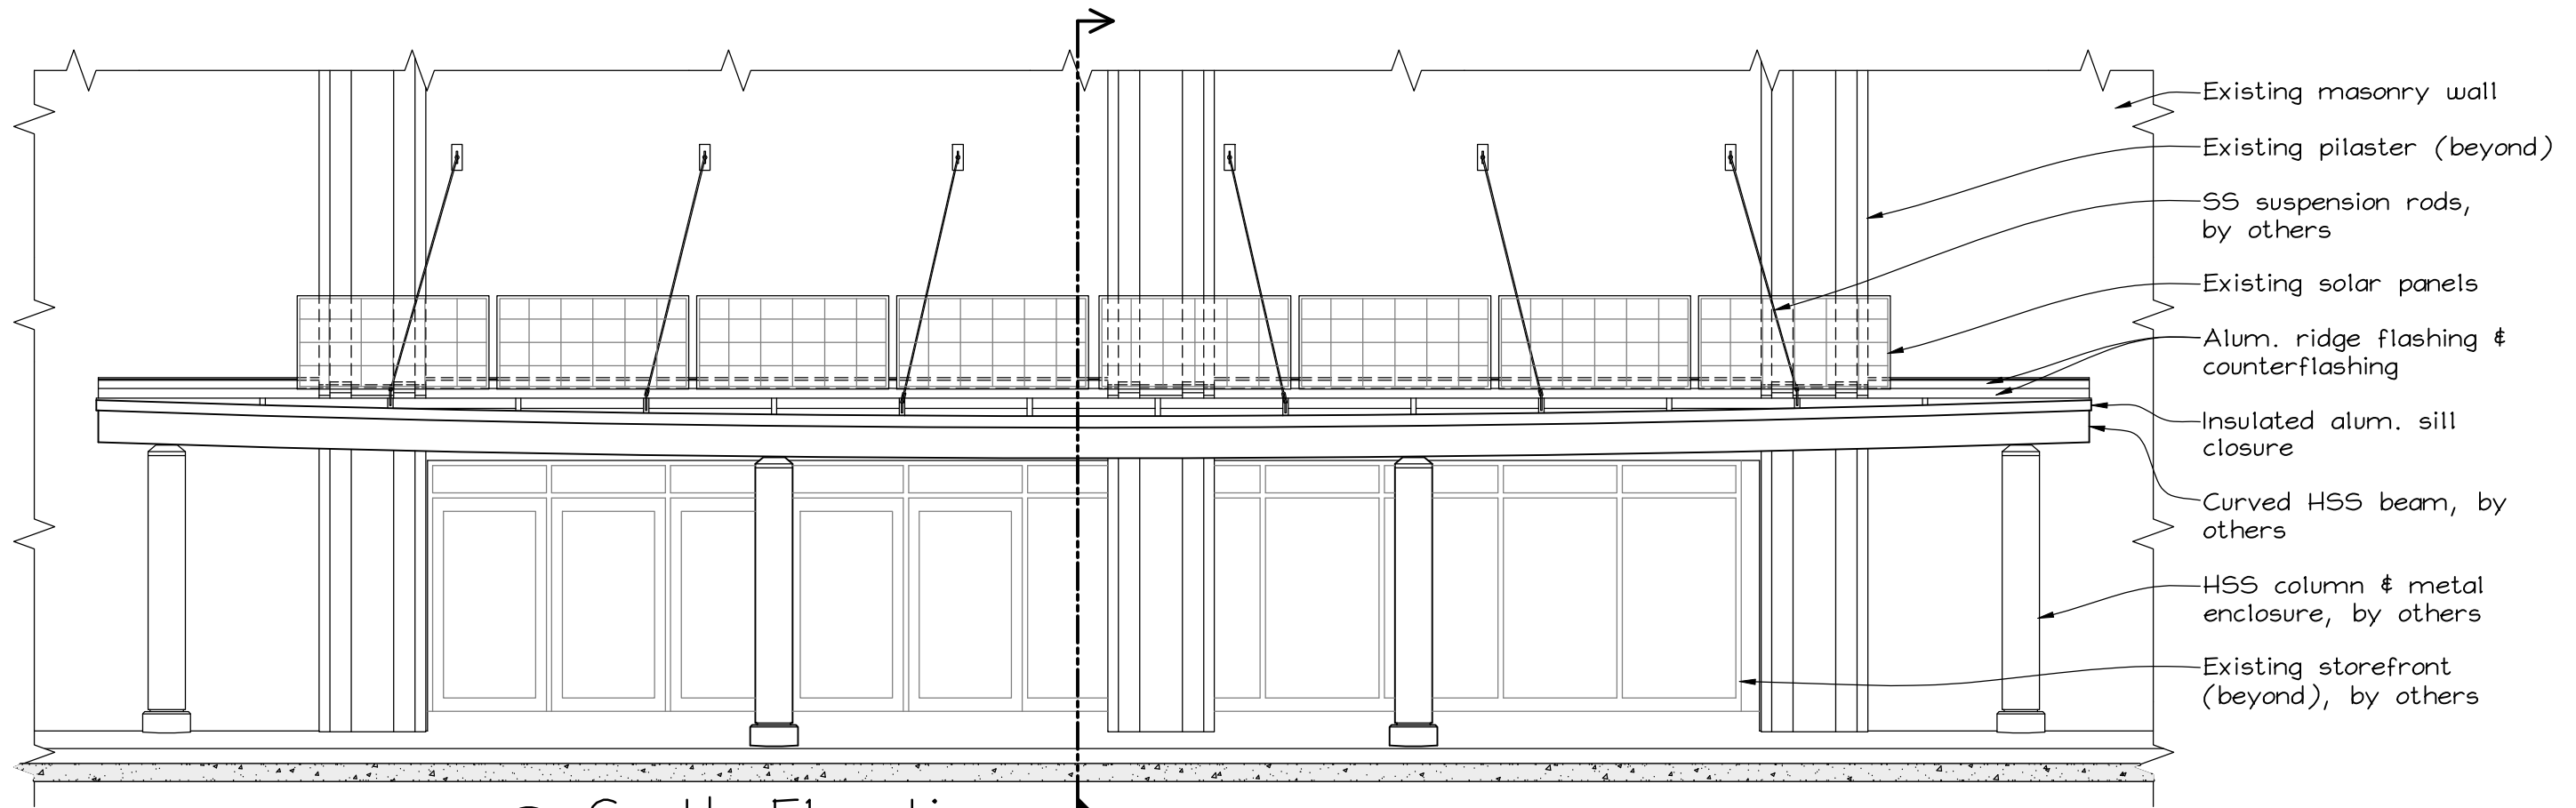 Existing masonry wall
Existing pilaster (beyond)
SS suspension rods,
by others
Existing solar panels
Alum. ridge flashing &
counterflashing
Insulated alum. sill
closure
Curved HSS beam, by
others
HSS column & metal
enclosure, by others
Existing storefront
(beyond), by others